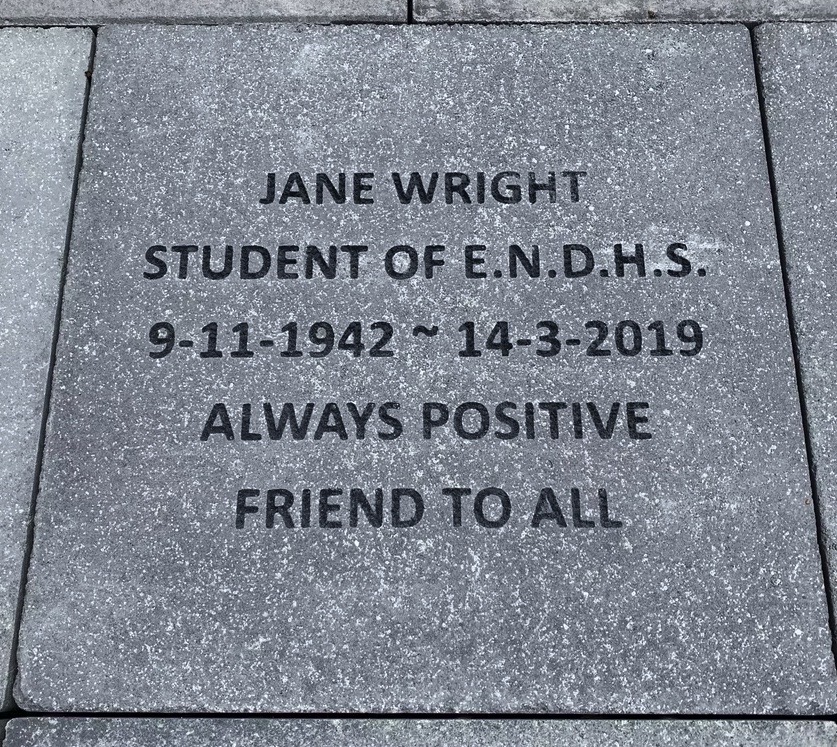 JANE WRIGHT
STUDENT OF E.N.D.H.S.
9-11-1942 ~ 14-3-2019
ALWAYS POSITIVE
FRIEND TO ALL